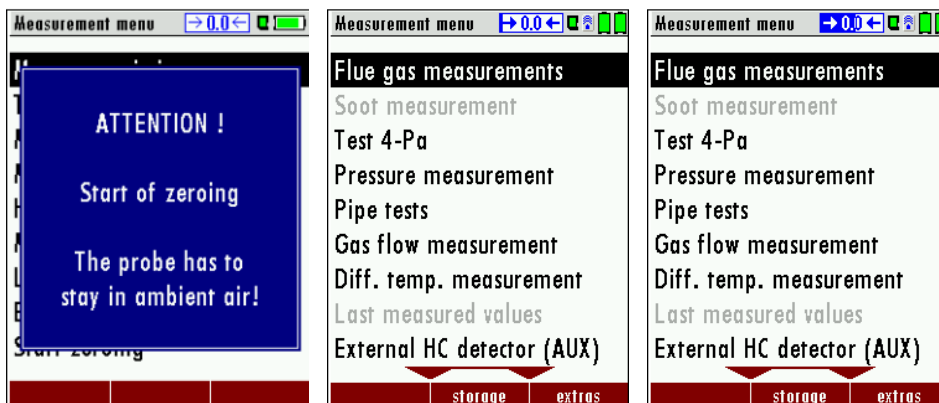 Measurement menu →0.0←
ATTENTION !
Start of zeroing
The probe has to
stay in ambient air!
Start zeroing
Measurement menu →0.0←
Flue gas measurements
Soot measurement
Test 4-Pa
Pressure measurement
Pipe tests
Gas flow measurement
Diff. temp. measurement
Last measured values
External HC detector (AUX)
storage extras
Measurement menu →0.0←
Flue gas measurements
Soot measurement
Test 4-Pa
Pressure measurement
Pipe tests
Gas flow measurement
Diff. temp. measurement
Last measured values
External HC detector (AUX)
storage extras